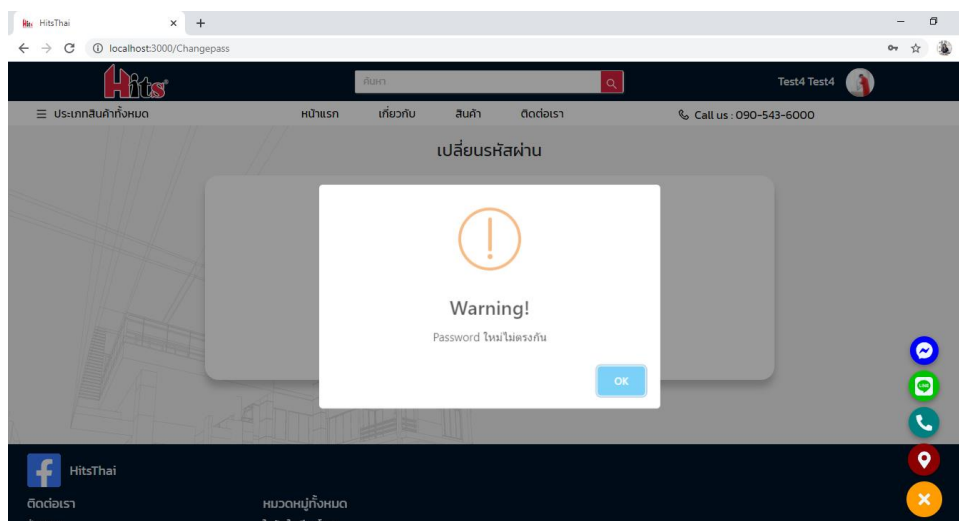 HitsThai
localhost:3000/Changepass
Hits
ค้นหา
Test4 Test4
ประเภทสินค้าทั้งหมด
หน้าแรก
เกี่ยวกับ
สินค้า
ติดต่อเรา
Call us : 090-543-6000
เปลี่ยนรหัสผ่าน
Warning!
Password ใหม่ไม่ตรงกัน
OK
HitsThai
ติดต่อเรา
หมวดหมู่ทั้งหมด